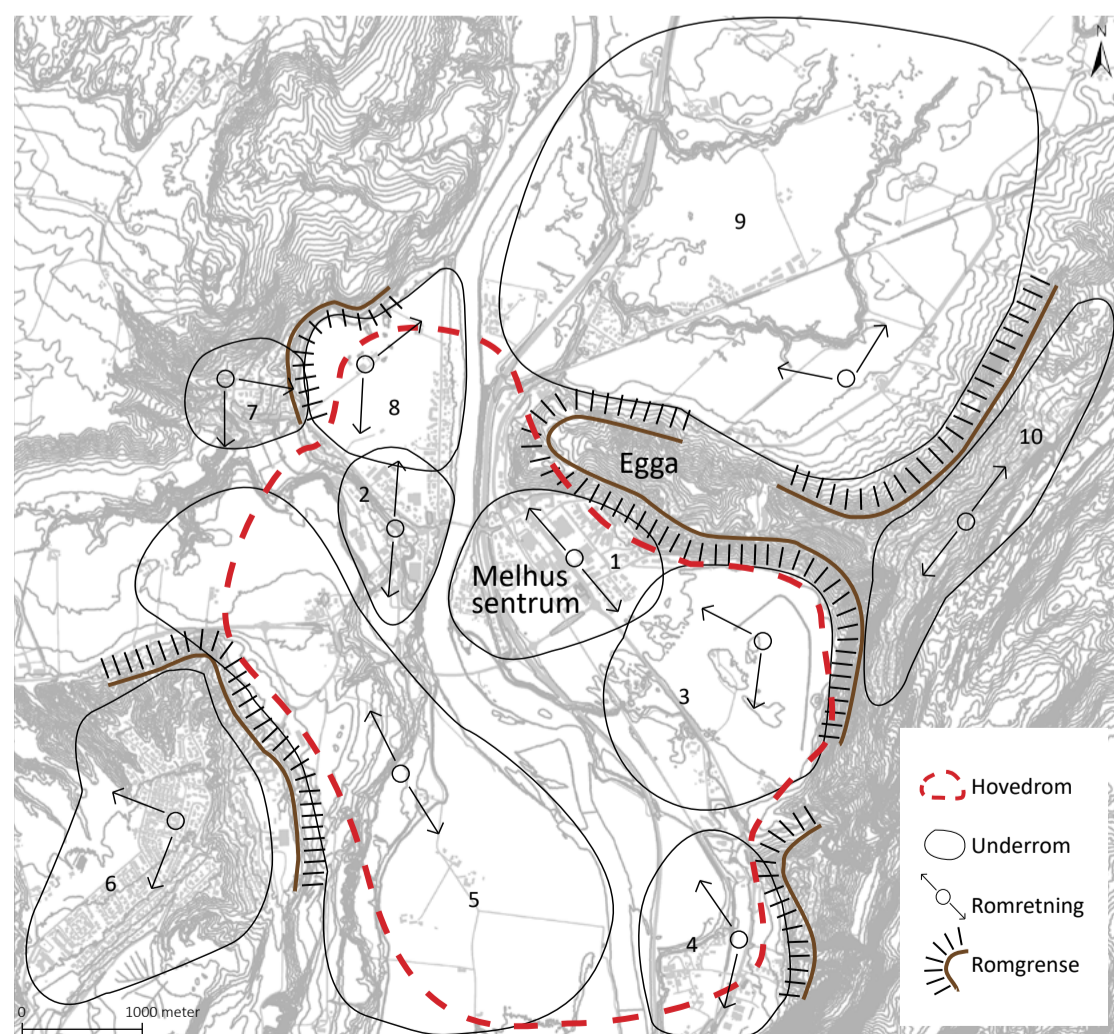 N
9
10
7
8
Egga
2
1
Melhus
sentrum
3
6
5
4
Hovedrom
Underrom
Romretning
Romgrense
0 1000 meter